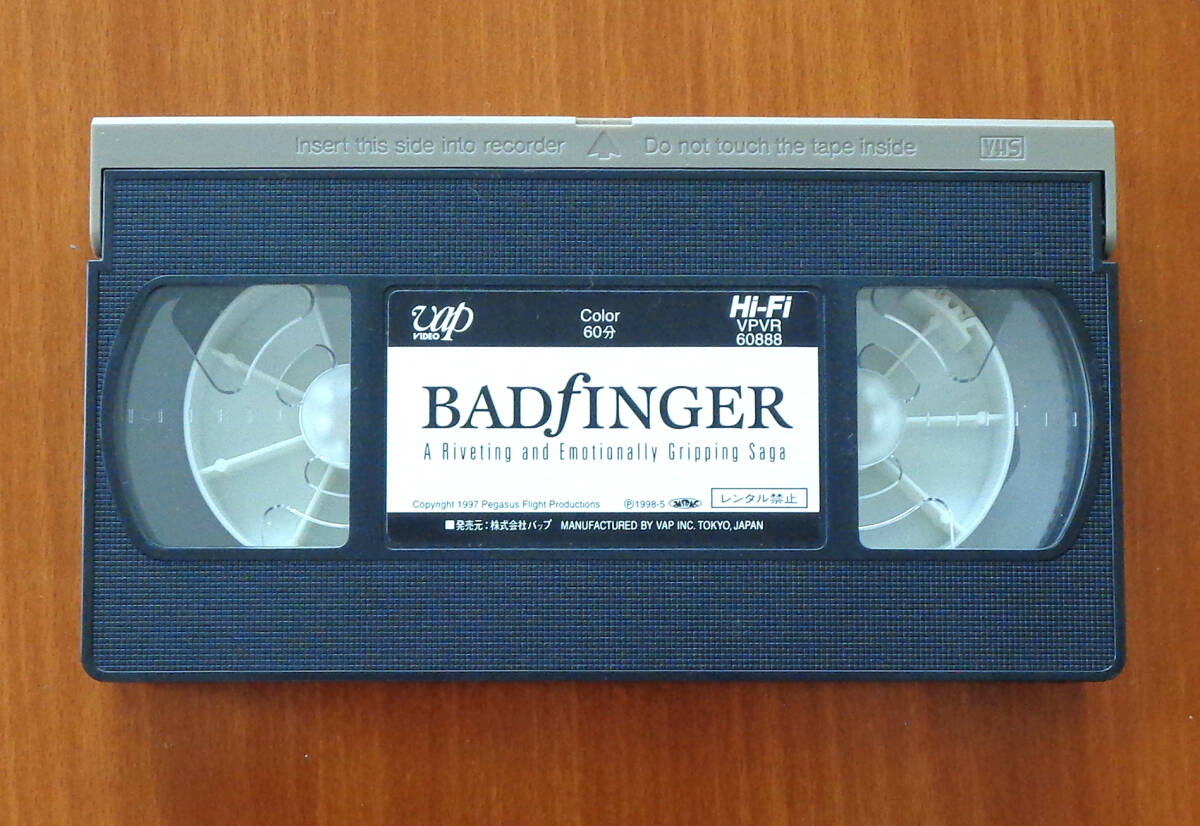 Insert this side into recorder Do not touch the tape inside VHS
vap
VIDEO
Color
60分
Hi-Fi
VPVR
60888
BADfINGER
A Riveting and Emotionally Gripping Saga
Copyright 1997 Pegasus Flight Productions Ⓟ1998-5 レンタル禁止
■発売元：株式会社バップ MANUFACTURED BY VAP INC. TOKYO, JAPAN